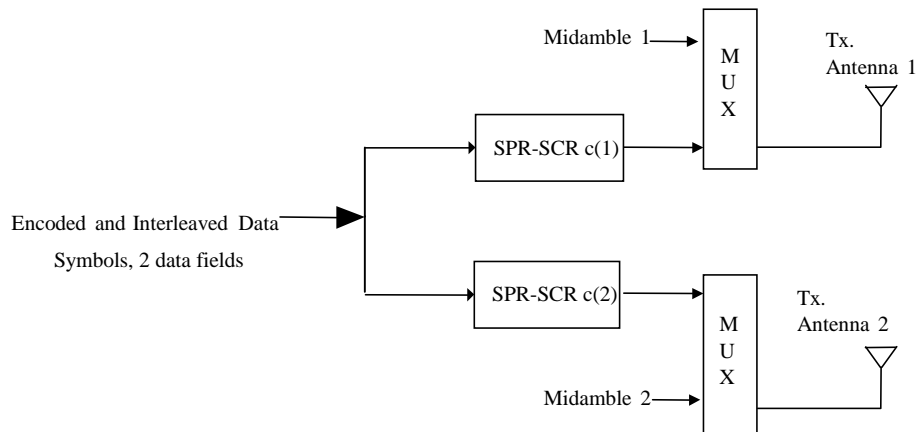 Midamble 1
M
U
X
Tx.
Antenna 1
SPR-SCR c(1)
Encoded and Interleaved Data
Symbols, 2 data fields
SPR-SCR c(2)
Tx.
Antenna 2
M
U
X
Midamble 2